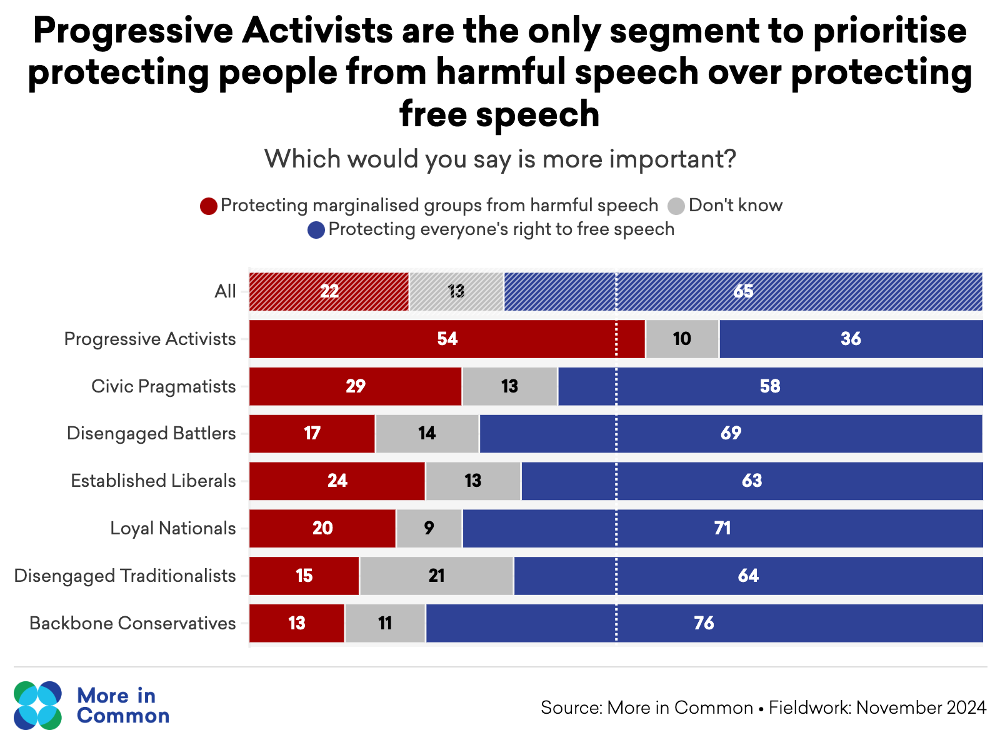 Progressive Activists are the only segment to prioritise
protecting people from harmful speech over protecting
free speech
Which would you say is more important?
Protecting marginalised groups from harmful speech Don't know
Protecting everyone's right to free speech
All 22 13 65
Progressive Activists 54 10 36
Civic Pragmatists 29 13 58
Disengaged Battlers 17 14 69
Established Liberals 24 13 63
Loyal Nationals 20 9 71
Disengaged Traditionalists 15 21 64
Backbone Conservatives 13 11 76
More in
Common
Source: More in Common • Fieldwork: November 2024